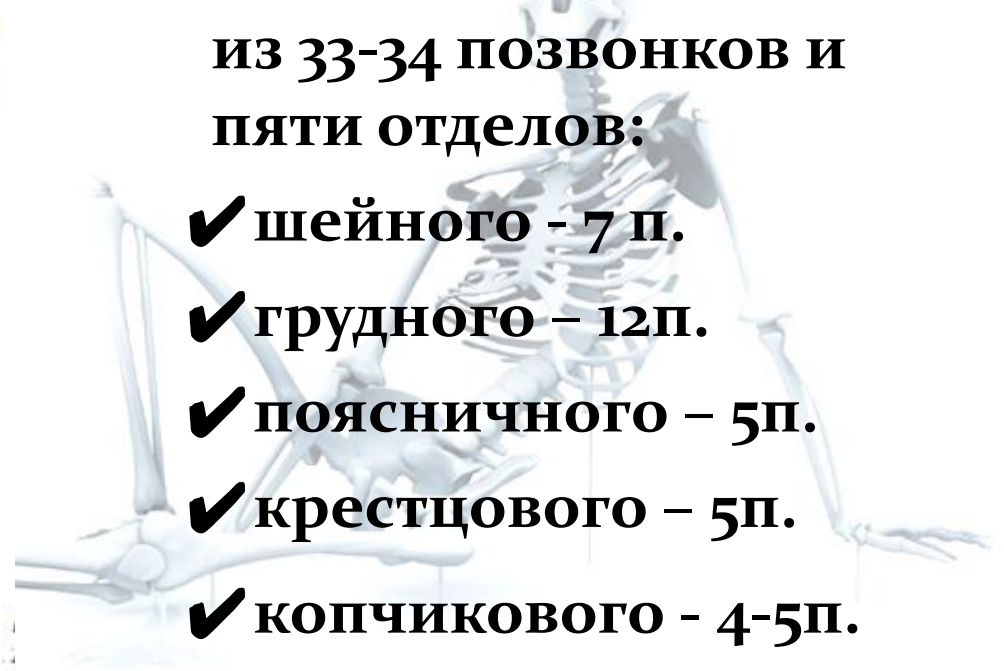 из 33-34 позвонков и
пяти отделов:
✔шейного - 7 п.
✔грудного – 12п.
✔поясничного – 5п.
✔крестцового – 5п.
✔копчикового - 4-5п.